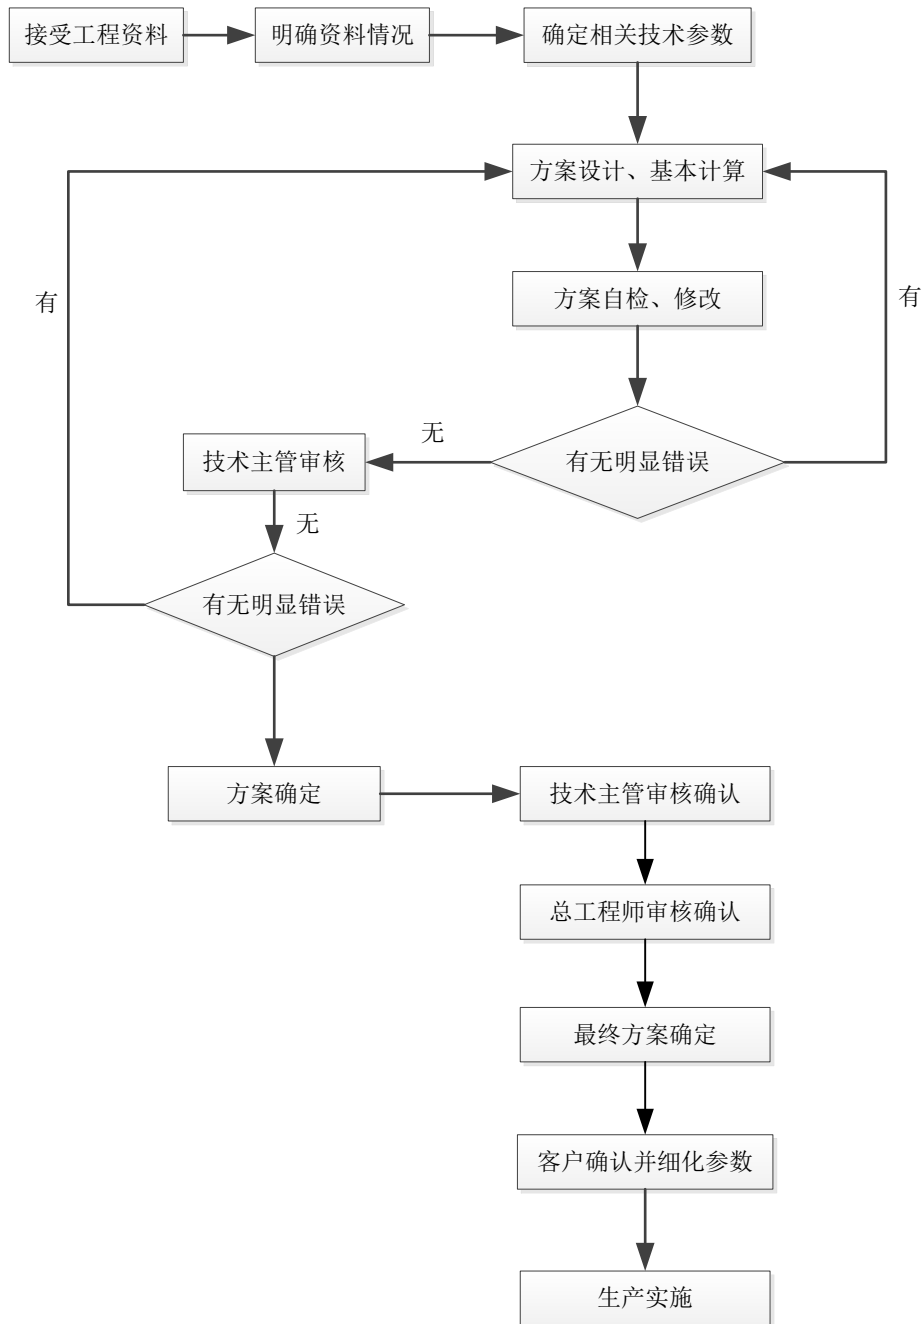 接受工程资料
明确资料情况
确定相关技术参数
方案设计、基本计算
方案自检、修改
有
有
无
技术主管审核
有无明显错误
无
有无明显错误
方案确定
技术主管审核确认
总工程师审核确认
最终方案确定
客户确认并细化参数
生产实施